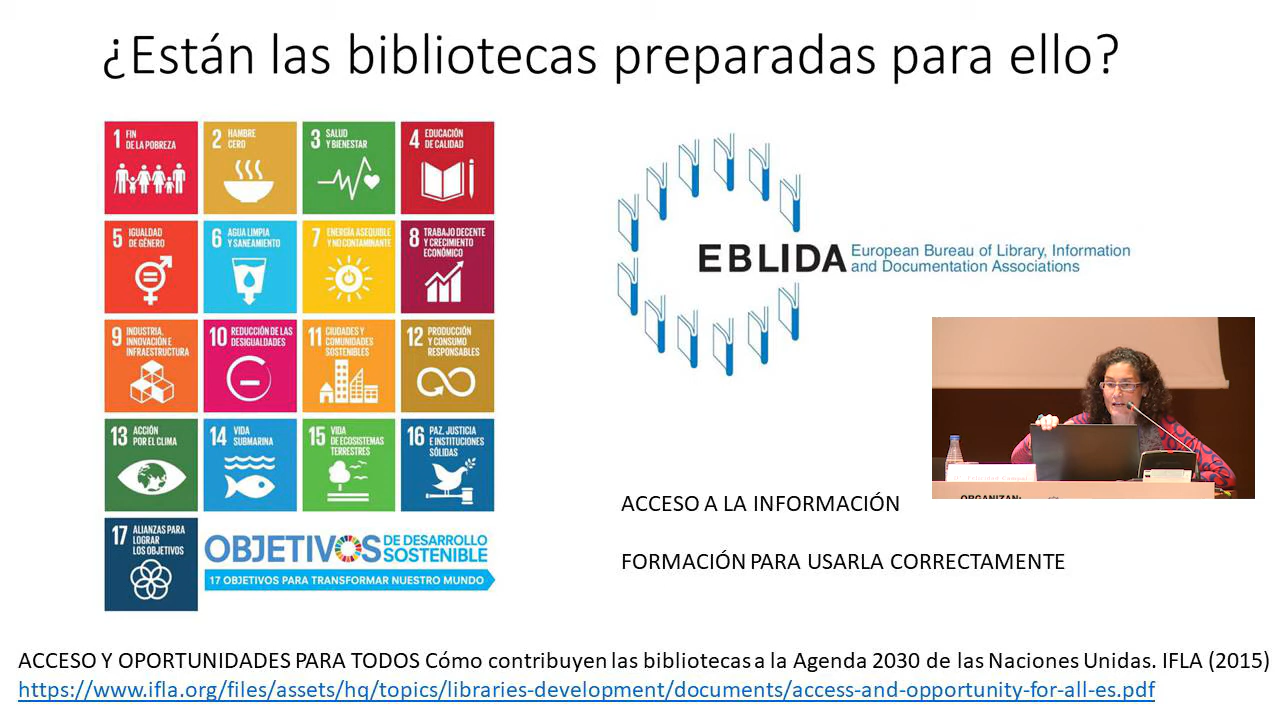 ¿Están las bibliotecas preparadas para ello?
1 FIN
DE LA POBREZA
2 HAMBRE
CERO
3 SALUD
Y BIENESTAR
4 EDUCACIÓN
DE CALIDAD
5 IGUALDAD
DE GÉNERO
6 AGUA LIMPIA
Y SANEAMIENTO
7 ENERGÍA ASEQUIBLE
Y NO CONTAMINANTE
8 TRABAJO DECENTE
Y CRECIMIENTO
ECONÓMICO
9 INDUSTRIA,
INNOVACIÓN E
INFRAESTRUCTURA
10 REDUCCIÓN DE LAS
DESIGUALDADES
11 CIUDADES Y
COMUNIDADES
SOSTENIBLES
12 PRODUCCIÓN
Y CONSUMO
RESPONSABLES
13 ACCIÓN
POR EL CLIMA
14 VIDA
SUBMARINA
15 VIDA
DE ECOSISTEMAS
TERRESTRES
16 PAZ, JUSTICIA
E INSTITUCIONES
SÓLIDAS
17 ALIANZAS PARA
LOGRAR
LOS OBJETIVOS
OBJETIVOS DE DESARROLLO
SOSTENIBLE
17 OBJETIVOS PARA TRANSFORMAR NUESTRO MUNDO
EBLIDA European Bureau of Library, Information
and Documentation Associations
ORGANIZAN:
ACCESO A LA INFORMACIÓN
FORMACIÓN PARA USARLA CORRECTAMENTE
ACCESO Y OPORTUNIDADES PARA TODOS Cómo contribuyen las bibliotecas a la Agenda 2030 de las Naciones Unidas. IFLA (2015)
https://www.ifla.org/files/assets/hq/topics/libraries-development/documents/access-and-opportunity-for-all-es.pdf